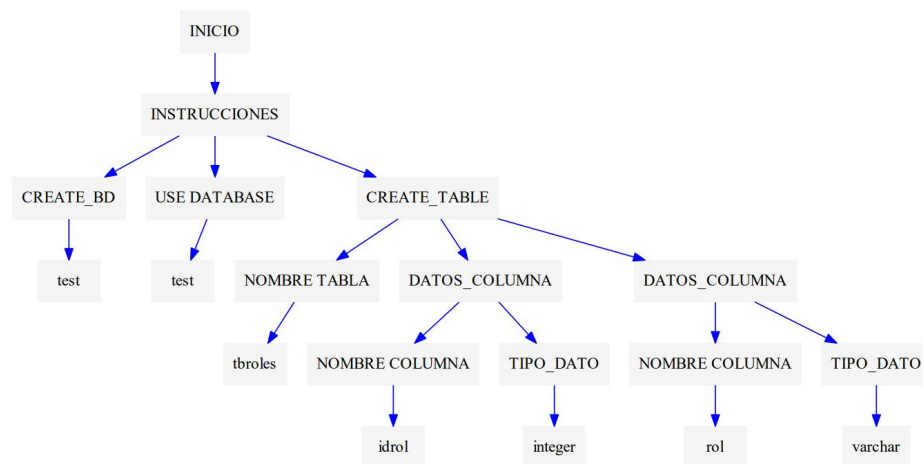 INICIO
INSTRUCCIONES
CREATE_BD
USE DATABASE
CREATE_TABLE
test
test
NOMBRE TABLA
DATOS_COLUMNA
DATOS_COLUMNA
tbroles
NOMBRE COLUMNA
TIPO_DATO
NOMBRE COLUMNA
TIPO_DATO
idrol
integer
rol
varchar